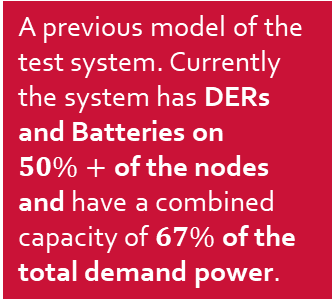 A previous model of the
test system. Currently
the system has DERs
and Batteries on
50% + of the nodes
and have a combined
capacity of 67% of the
total demand power.